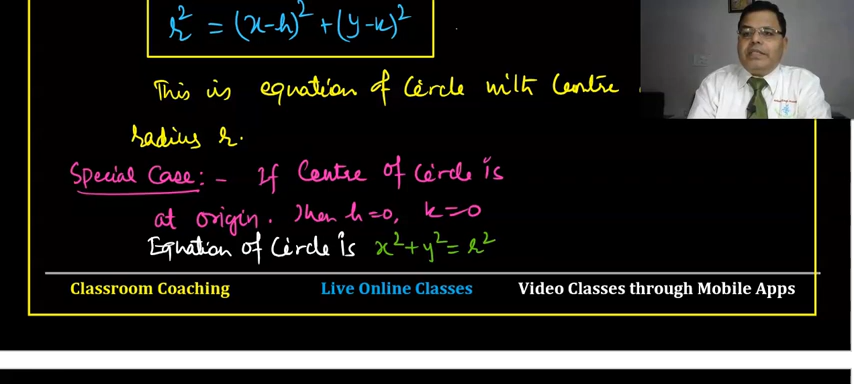 r² = (x-h)² + (y-k)²
This is equation of Circle with Centre
radius r.
Special Case:- If Centre of Circle is
at origin. Then h=0, k=0
Equation of Circle is x² + y² = r²
Classroom Coaching Live Online Classes Video Classes through Mobile Apps